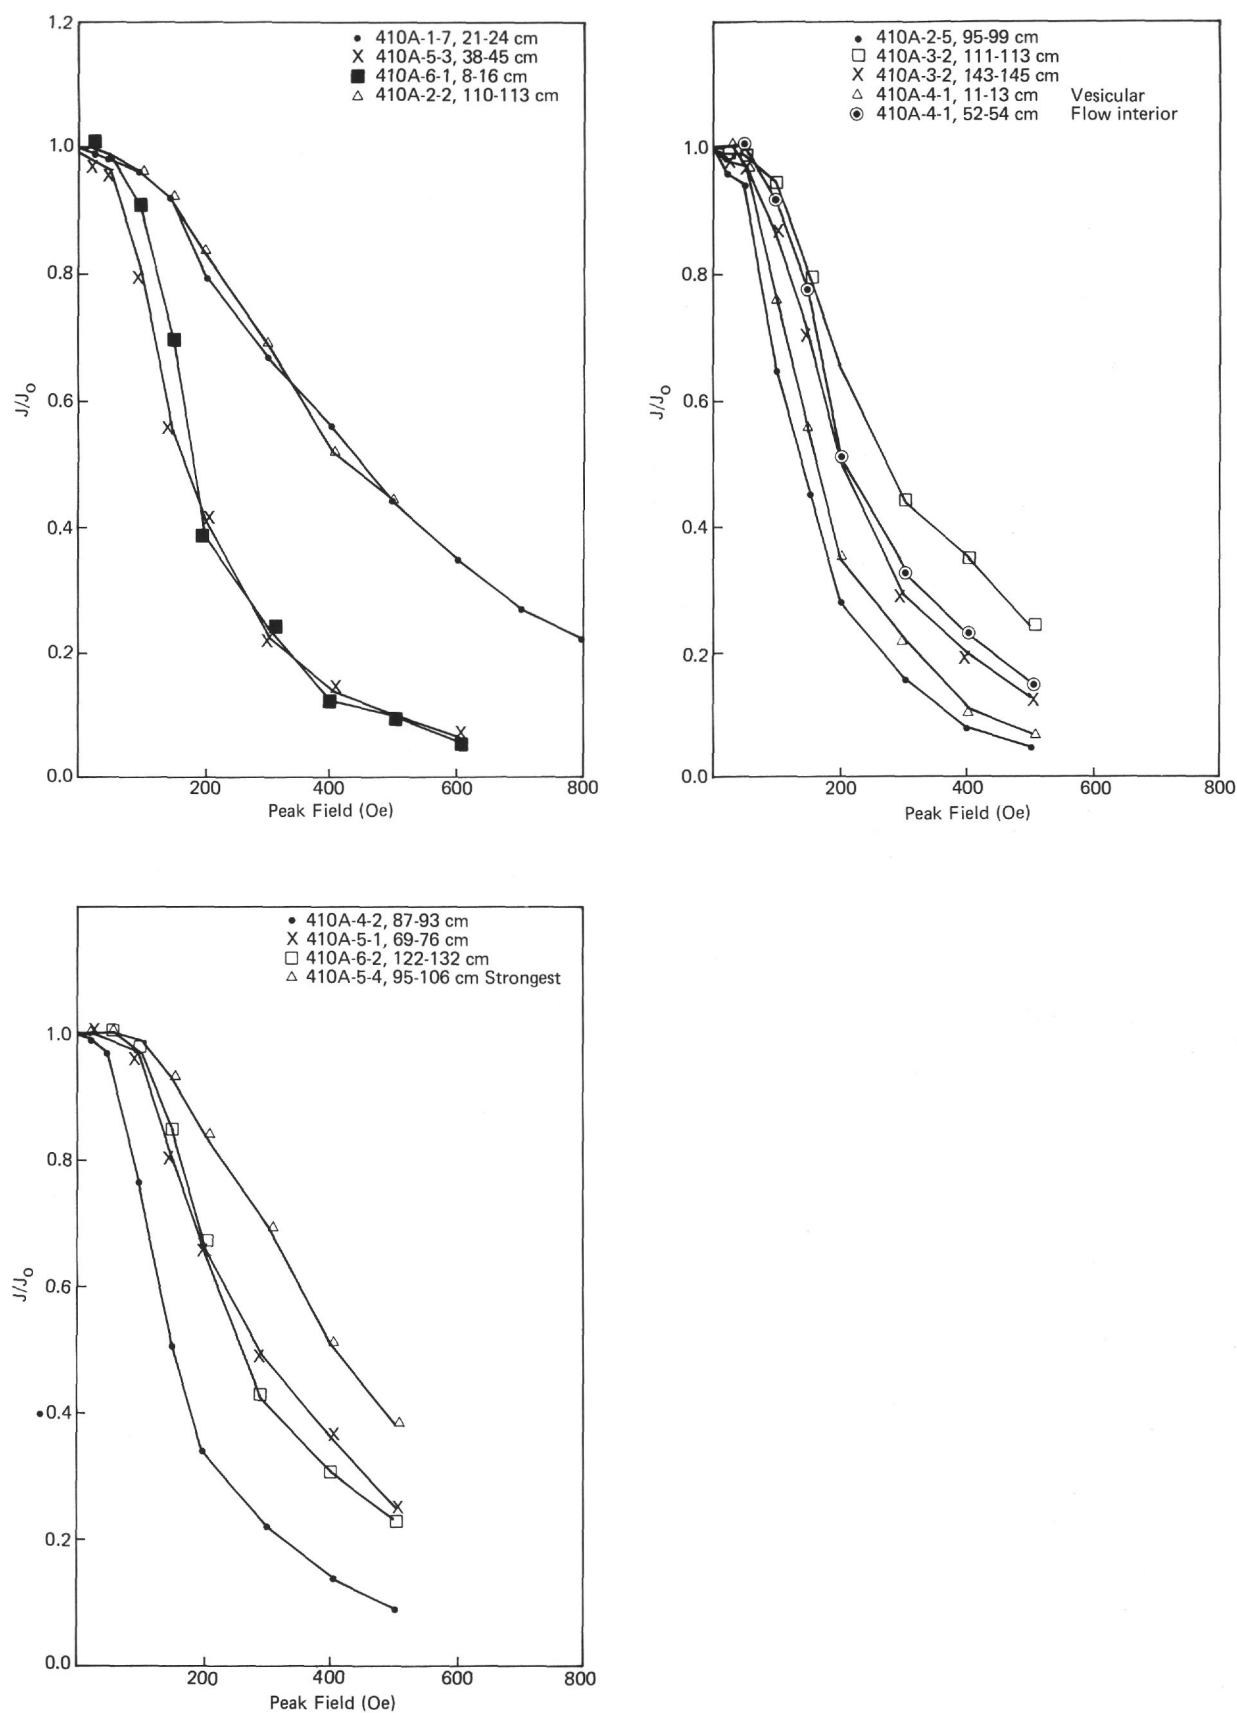 1.2
1.0
0.8
0.6
0.4
0.2
0.0
J/Jo
200 400 600 800
Peak Field (Oe)
410A-1-7, 21-24 cm
410A-5-3, 38-45 cm
410A-6-1, 8-16 cm
410A-2-2, 110-113 cm
1.0
0.8
0.6
0.4
0.2
0.0
J/Jo
200 400 600 800
Peak Field (Oe)
410A-2-5, 95-99 cm
410A-3-2, 111-113 cm
410A-3-2, 143-145 cm
410A-4-1, 11-13 cm Vesicular
410A-4-1, 52-54 cm Flow interior
1.0
0.8
0.6
0.4
0.2
0.0
J/Jo
200 400 600 800
Peak Field (Oe)
410A-4-2, 87-93 cm
410A-5-1, 69-76 cm
410A-6-2, 122-132 cm
410A-5-4, 95-106 cm Strongest